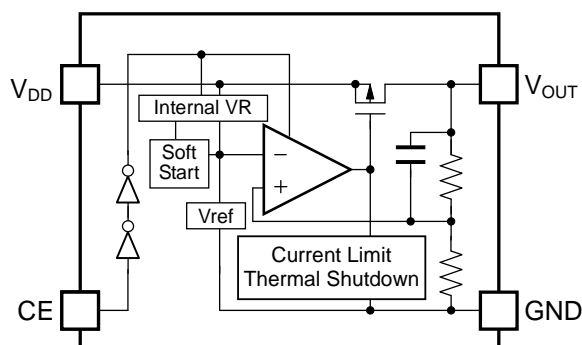 V_DD
V_OUT
Internal VR
Soft
Start
−
+
Vref
Current Limit
Thermal Shutdown
CE
GND